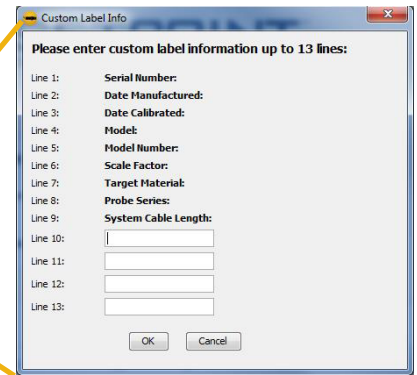 Custom Label Info
Please enter custom label information up to 13 lines:
Line 1: Serial Number:
Line 2: Date Manufactured:
Line 3: Date Calibrated:
Line 4: Model:
Line 5: Model Number:
Line 6: Scale Factor:
Line 7: Target Material:
Line 8: Probe Series:
Line 9: System Cable Length:
Line 10:
Line 11:
Line 12:
Line 13:
OK Cancel